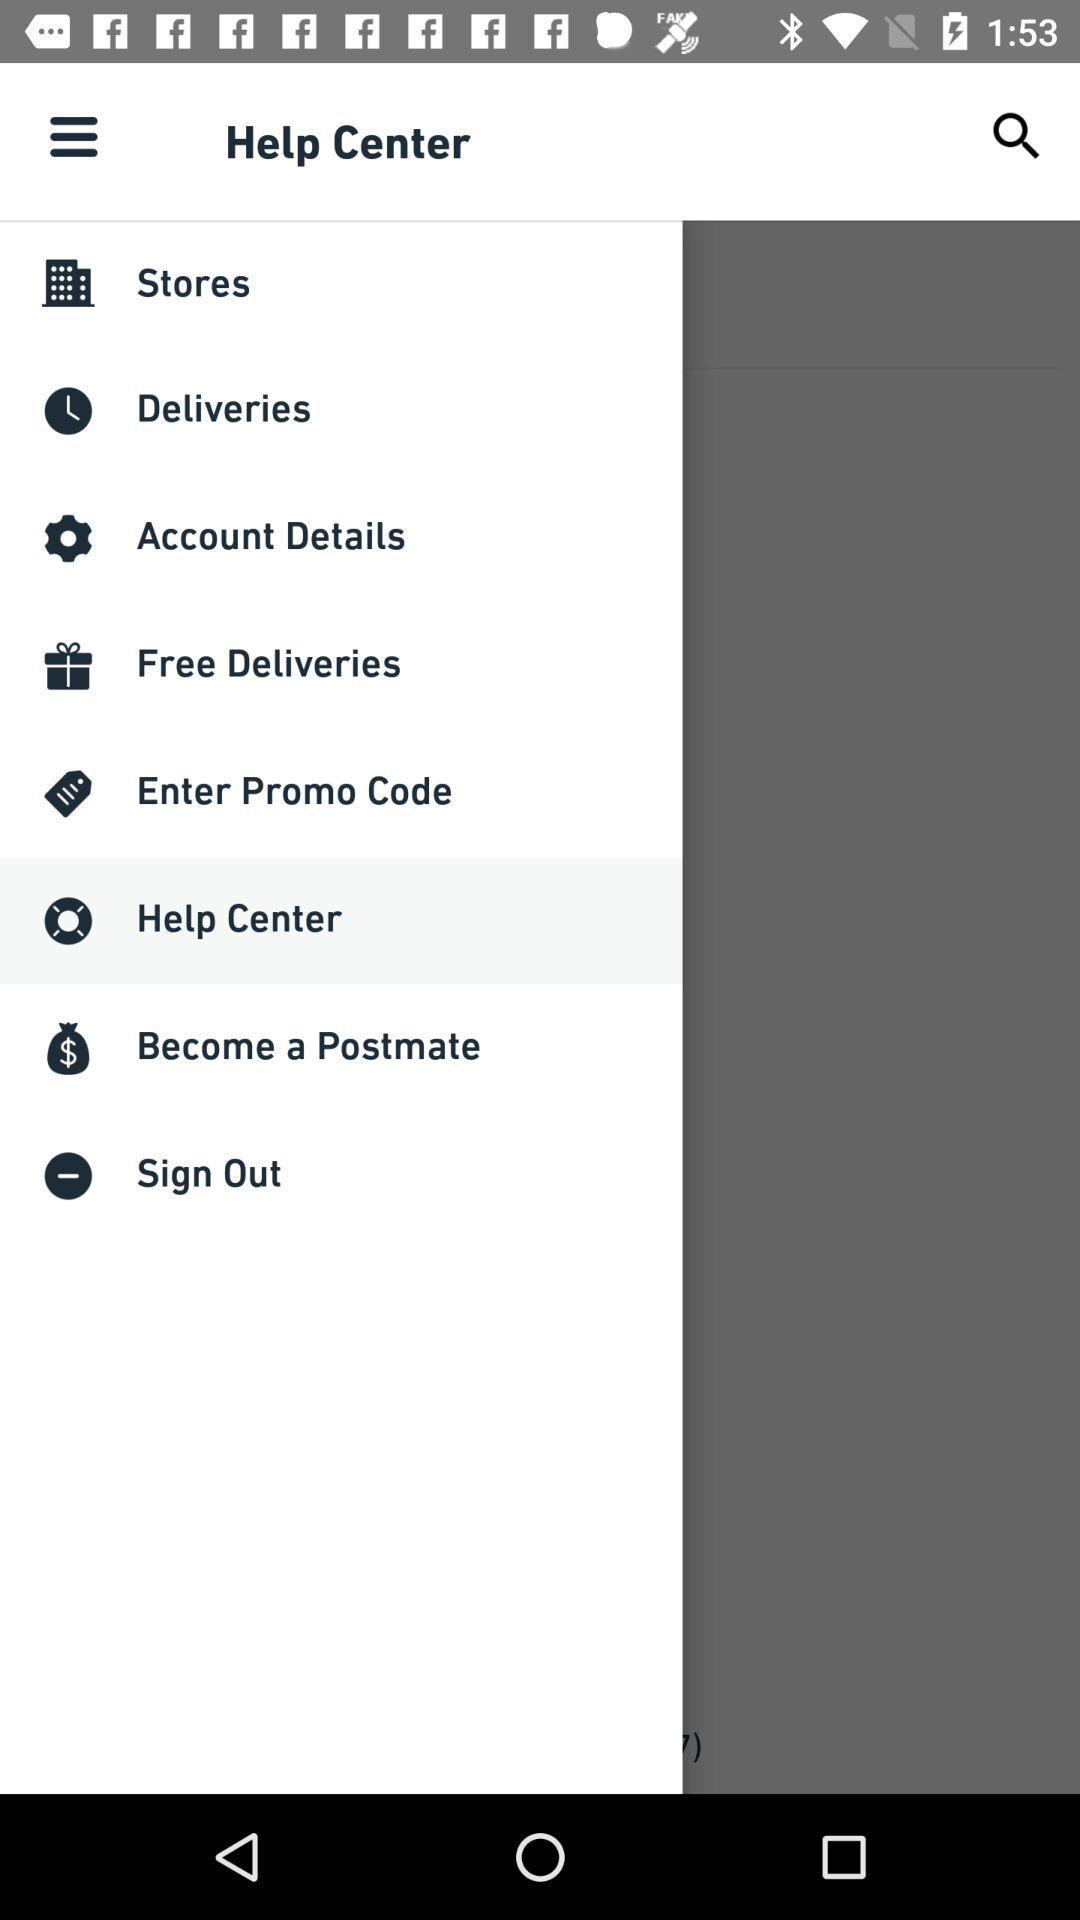 FAKE
1:53
Help Center
Stores
Deliveries
Account Details
Free Deliveries
Enter Promo Code
Help Center
Become a Postmate
7)
Sign Out